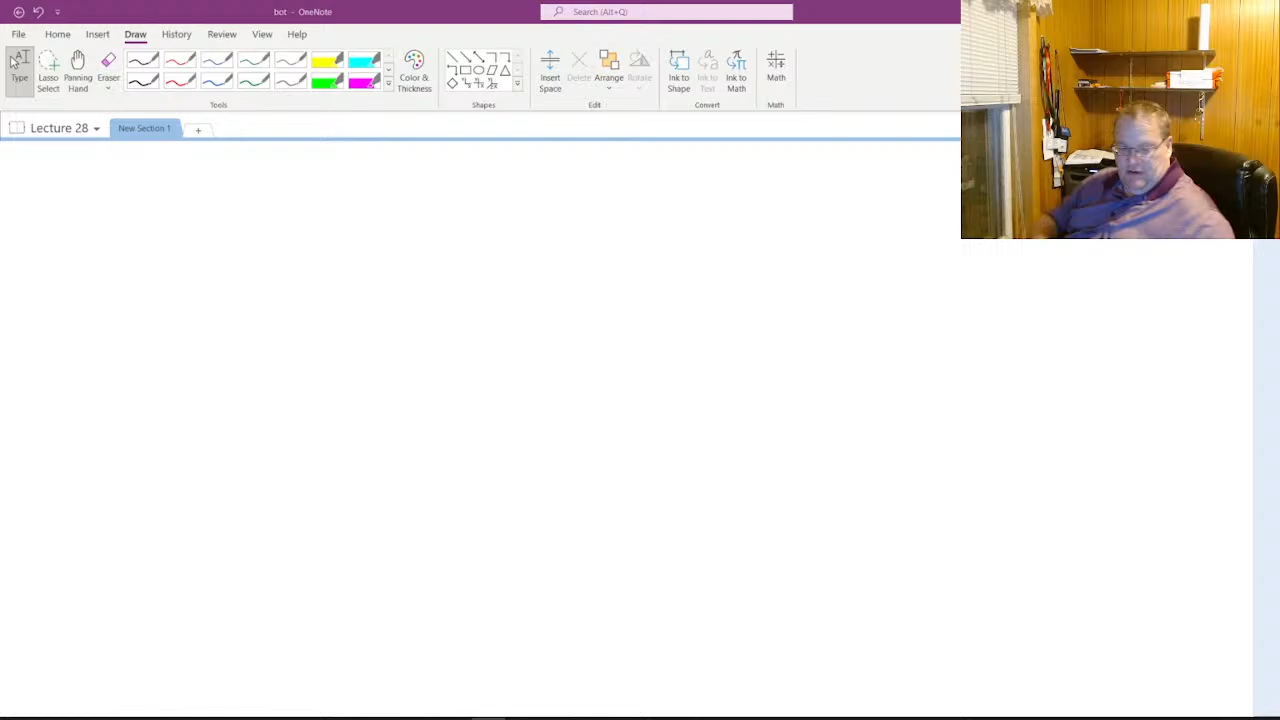 bot - OneNote
Search (Alt+Q)
File Home Insert Draw History Review View Help
Type
Lasso Select
Panning Hand
Eraser
Color & Thickness
Insert Space
Delete
Arrange
Rotate
Ink to Shape
Ink to Text
Ink to Math
Math
Tools
Shapes
Edit
Convert
Math
Lecture 28
New Section 1